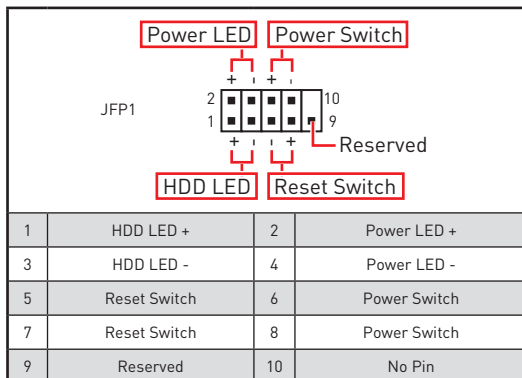 Power LED Power Switch
+ - + -
JFP1
2 10
1 9
+ - - +
Reserved
HDD LED Reset Switch
1 HDD LED + 2 Power LED +
3 HDD LED - 4 Power LED -
5 Reset Switch 6 Power Switch
7 Reset Switch 8 Power Switch
9 Reserved 10 No Pin